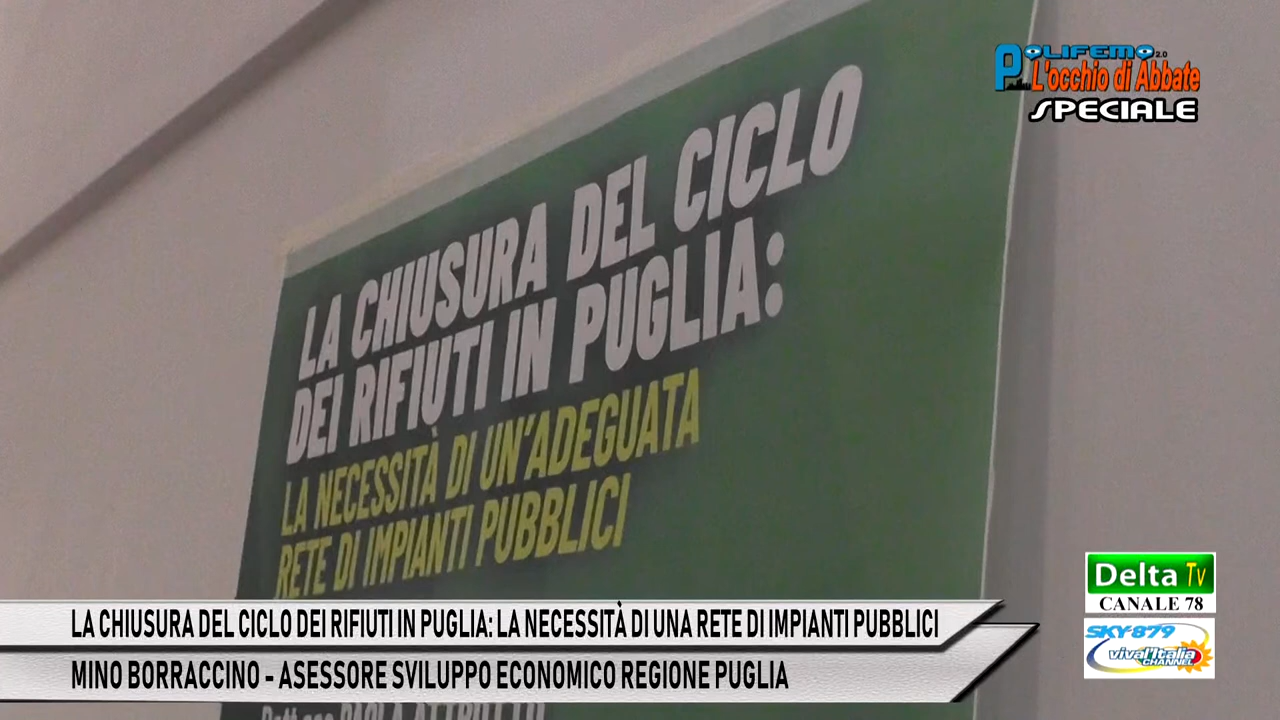 POLIFEMO 2.0
L'occhio di Abbate
SPECIALE
LA CHIUSURA DEL CICLO
DEI RIFIUTI IN PUGLIA:
LA NECESSITÀ DI UN'ADEGUATA
RETE DI IMPIANTI PUBBLICI
Delta Tv
CANALE 78
SKY-879
viva l'Italia
CHANNEL
LA CHIUSURA DEL CICLO DEI RIFIUTI IN PUGLIA: LA NECESSITÀ DI UNA RETE DI IMPIANTI PUBBLICI
MINO BORRACCINO – ASESSORE SVILUPPO ECONOMICO REGIONE PUGLIA